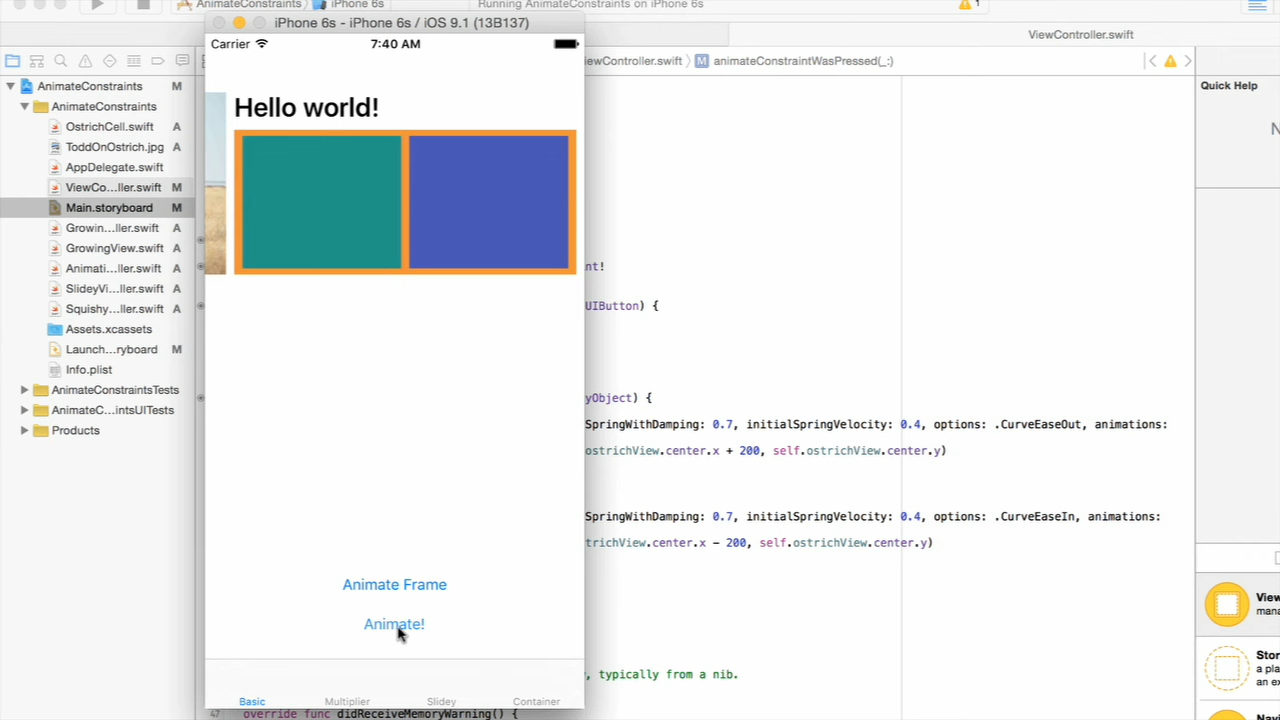 AnimateConstraints
iPhone 6s
Running AnimateConstraints on iPhone 6s
1
iPhone 6s - iPhone 6s / iOS 9.1 (13B137)
ViewController.swift
Carrier
7:40 AM
iewController.swift
M
animateConstraintWasPressed(_:)
Quick Help
AnimateConstraints M
AnimateConstraints
OstrichCell.swift A
ToddOnOstrich.jpg A
AppDelegate.swift
ViewCo...ller.swift M
Main.storyboard M
Growin...ller.swift A
GrowingView.swift A
Animati...ller.swift A
SlideyVi...ller.swift A
Squishy...ller.swift A
Assets.xcassets
Launch....ryboard M
Info.plist
AnimateConstraintsTests
AnimateC...intsUITests
Products
Hello world!
Animate Frame
Animate!
Basic
Multiplier
Slidey
Container
nt!
UIButton) {
yObject) {
SpringWithDamping: 0.7, initialSpringVelocity: 0.4, options: .CurveEaseOut, animations:
ostrichView.center.x + 200, self.ostrichView.center.y)
SpringWithDamping: 0.7, initialSpringVelocity: 0.4, options: .CurveEaseIn, animations:
trichView.center.x - 200, self.ostrichView.center.y)
, typically from a nib.
47 override func didReceiveMemoryWarning() {
N
View
mana
Stor
a pla
an ex